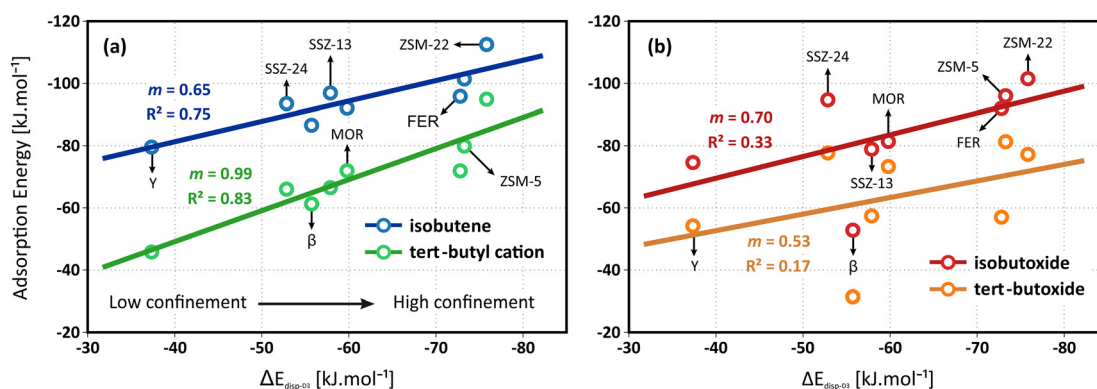 Adsorption Energy [kJ.mol⁻¹]
-120
-100
-80
-60
-40
-20
(a)
SSZ-13
ZSM-22
SSZ-24
m = 0.65
R² = 0.75
FER
MOR
Y
m = 0.99
R² = 0.83
ZSM-5
β
isobutene
tert-butyl cation
Low confinement
High confinement
-30
-40
-50
-60
-70
-80
ΔE disp-D3 [kJ.mol⁻¹]
-120
-100
-80
-60
-40
-20
(b)
ZSM-22
SSZ-24
ZSM-5
MOR
m = 0.70
R² = 0.33
FER
SSZ-13
m = 0.53
R² = 0.17
Y
β
isobutoxide
tert-butoxide
-30
-40
-50
-60
-70
-80
ΔE disp-D3 [kJ.mol⁻¹]